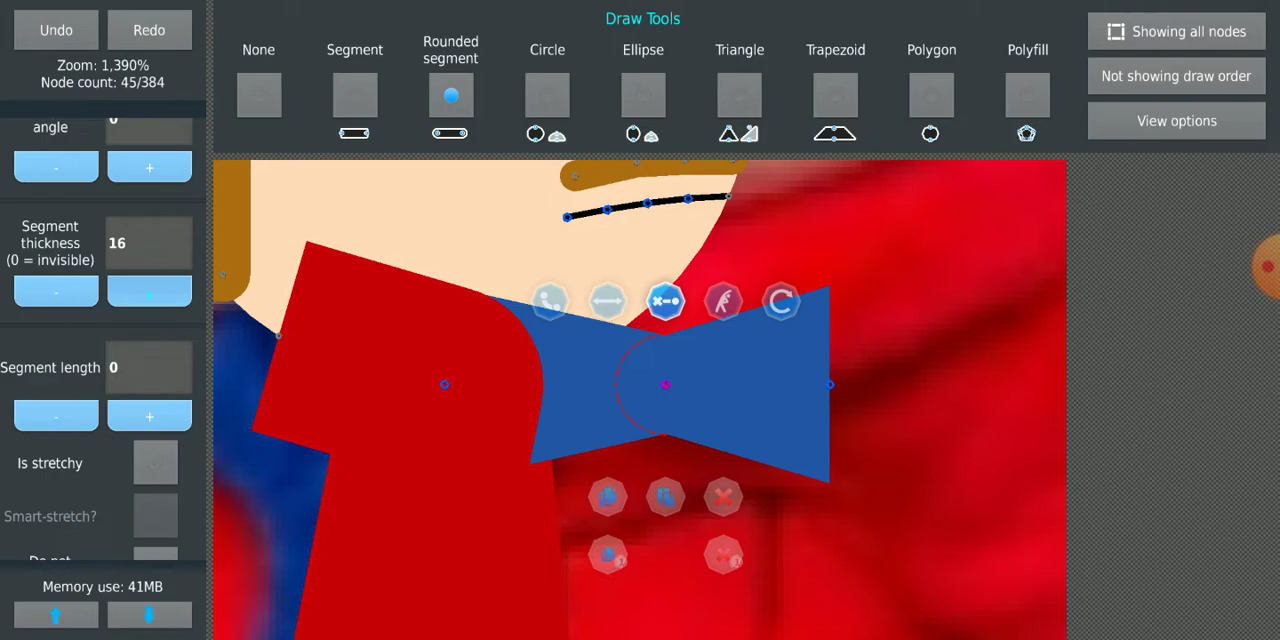 Undo
Redo
Zoom: 1,390%
Node count: 45/384
angle
0
-
+
Segment
thickness
(0 = invisible)
16
-
+
Segment length
0
-
+
Is stretchy
Smart-stretch?
Do not
Memory use: 41MB
Draw Tools
None
Segment
Rounded
segment
Circle
Ellipse
Triangle
Trapezoid
Polygon
Polyfill
Showing all nodes
Not showing draw order
View options